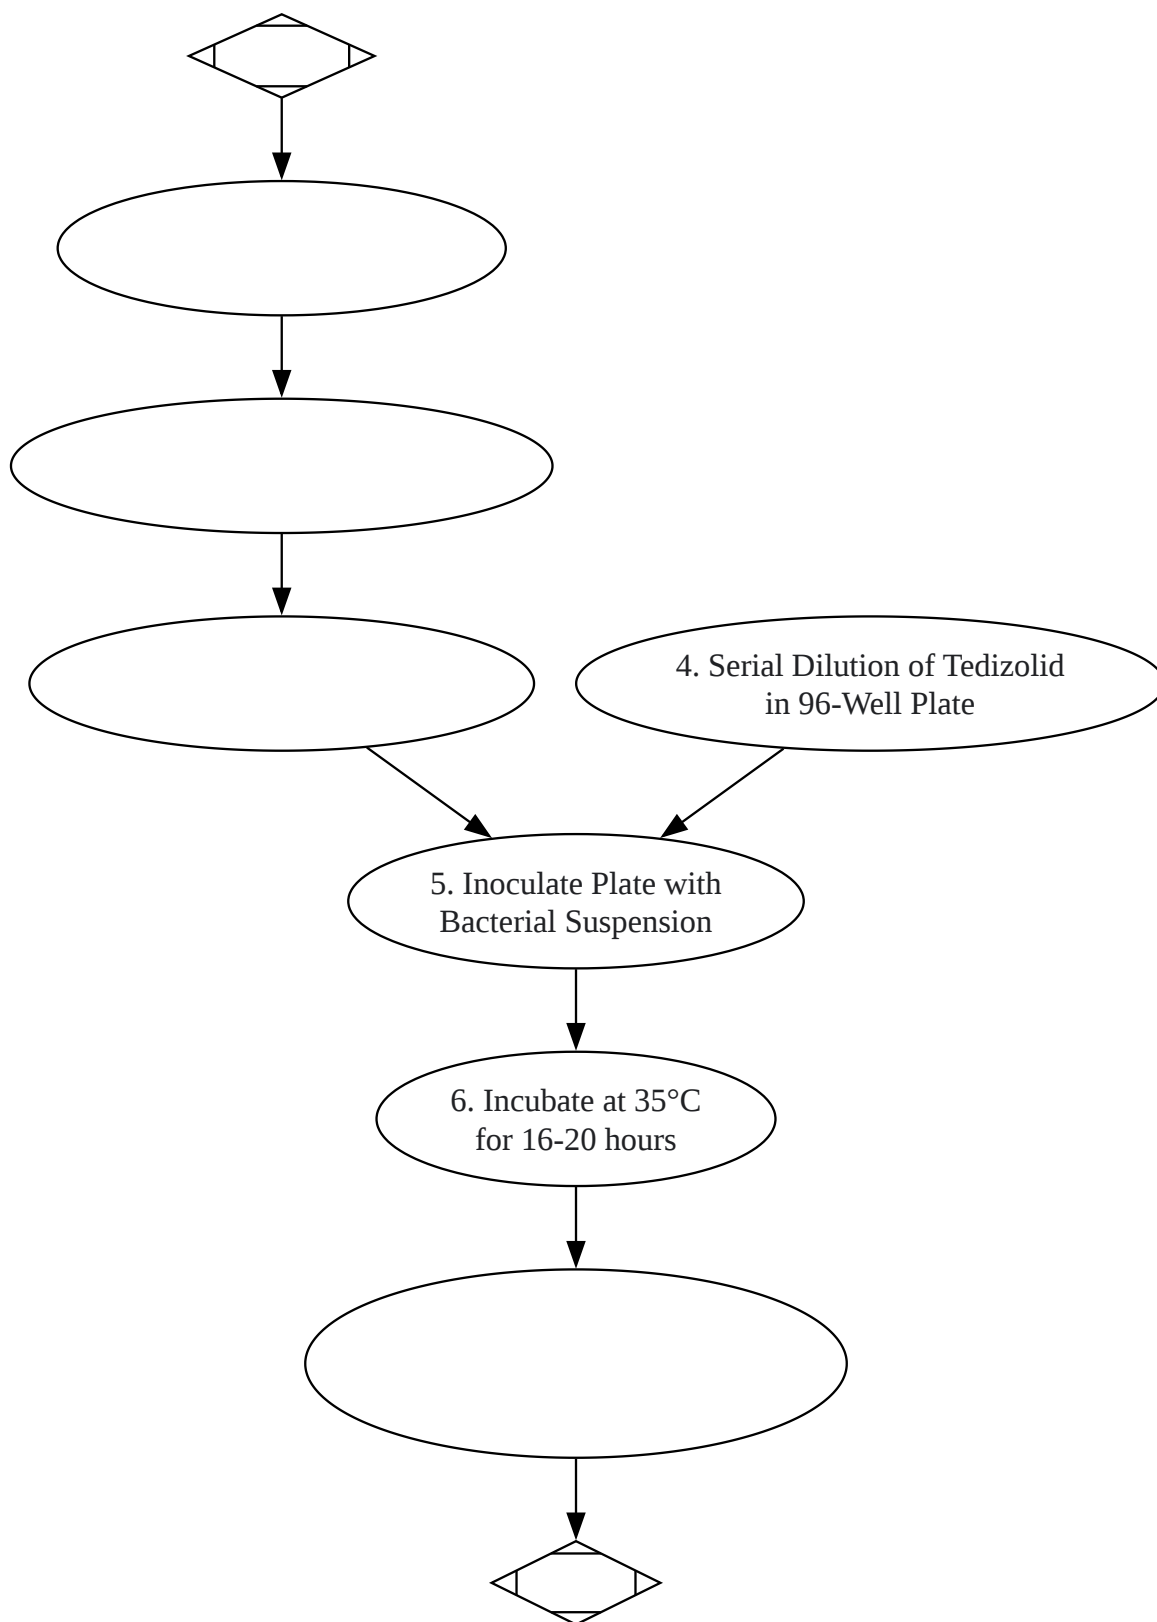 4. Serial Dilution of Tedizolid
in 96-Well Plate
5. Inoculate Plate with
Bacterial Suspension
6. Incubate at 35°C
for 16-20 hours